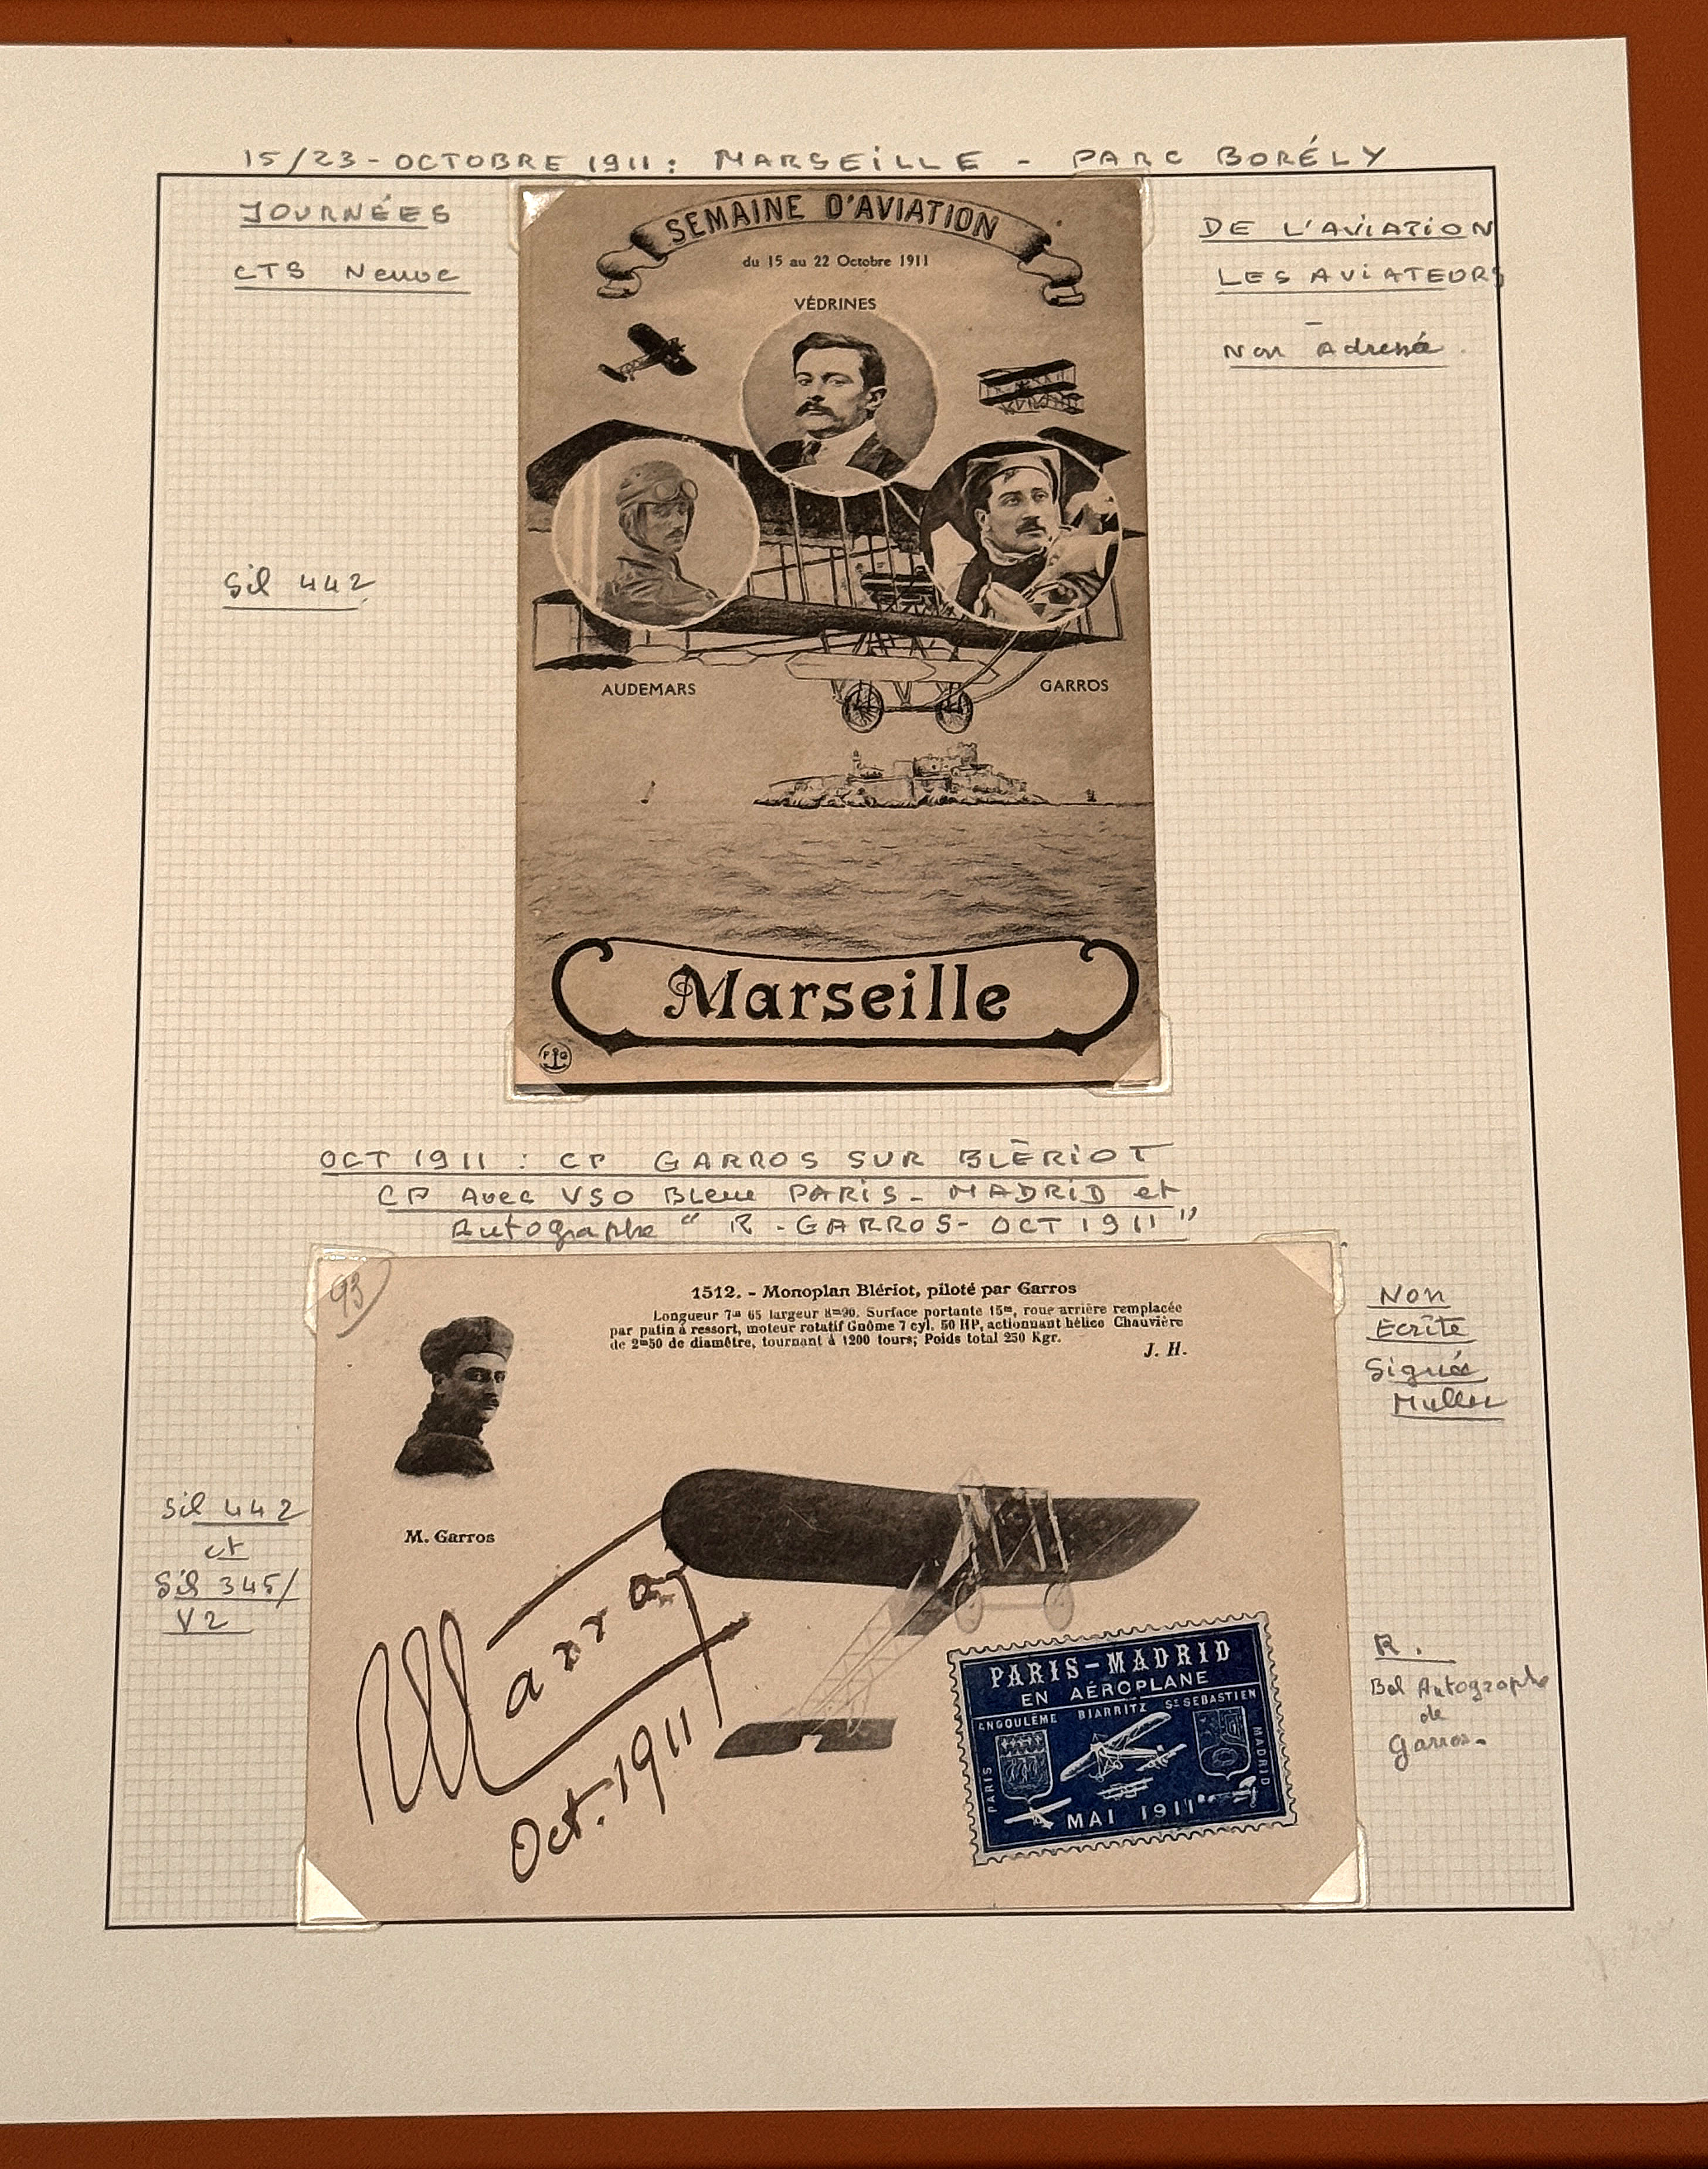 15/23 - OCTOBRE 1911 : MARSEILLE - PARC BORÉLY
JOURNÉES
CTS Neuve
DE L'AVIATION
LES AVIATEURS
Non Adressé
Sil 442
SEMAINE D'AVIATION
du 15 au 22 Octobre 1911
VÉDRINES
AUDEMARS
GARROS
Marseille
OCT 1911 : CP GARROS SUR BLÉRIOT
CP Avec VSO Bleue PARIS - MADRID et
Autographe " R - GARROS - OCT 1911 "
93
1512. - Monoplan Blériot, piloté par Garros
Longueur 7m 65 largeur 8m90. Surface portante 15m, roue arrière remplacée
par patin à ressort, moteur rotatif Gnôme 7 cyl. 50 HP, actionnant hélice Chauvière
de 2m50 de diamètre, tournant à 1200 tours; Poids total 250 Kgr.
J. H.
M. Garros
Non
Ecrite
Signée
Muller
Sil 442
et
Sil 345/
V2
R.
Bel Autographe
de
Garros.
Garros
Oct. 1911
PARIS-MADRID
EN AÉROPLANE
ANGOULÊME BIARRITZ St SEBASTIEN
PARIS
MADRID
MAI 1911